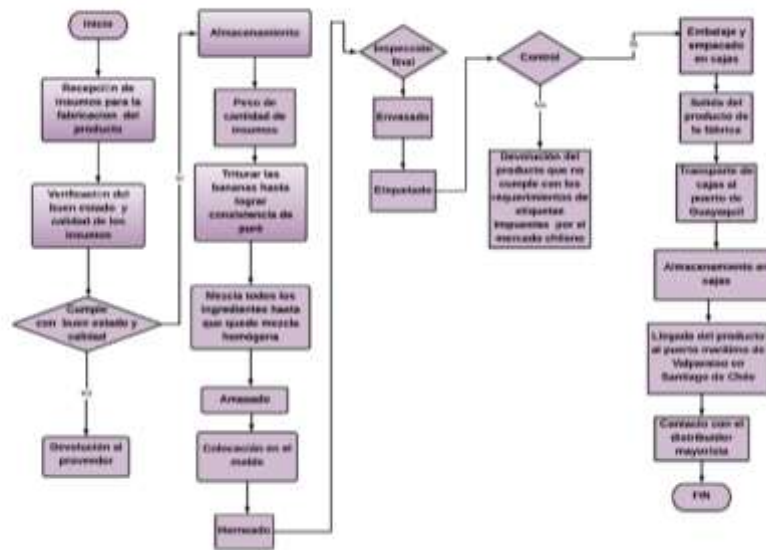 Inicio
Recepción de
insumos para la
fabricacion del
producto
Verificación del
buen estado y
calidad de los
insumos
Cumple
con buen estado y
calidad
Devolución al
proveedor
Almacenamiento
Peso de
cantidad de
insumos
Triturar las
bananas hasta
lograr
consistencia de
puré
Mezcla todos los
ingredientes hasta
que quede mezcla
homógena
Amasado
Colocación en el
molde
Horneado
Inspección
final
Envasado
Etiquetado
Control
Devolución del
producto que no
cumple con los
requerimientos de
etiquetas
impuestas por el
mercado chileno
Embalaje y
empacado
en cajas
Salida del
producto de
la fábrica
Transporte de
cajas al
puerto de
Guayaquil
Almacenamiento en
cajas
Llegada del producto
al puerto marítimo de
Valparaíso en
Santiago de Chile
Contacto con el
distribuidor
mayorista
FIN